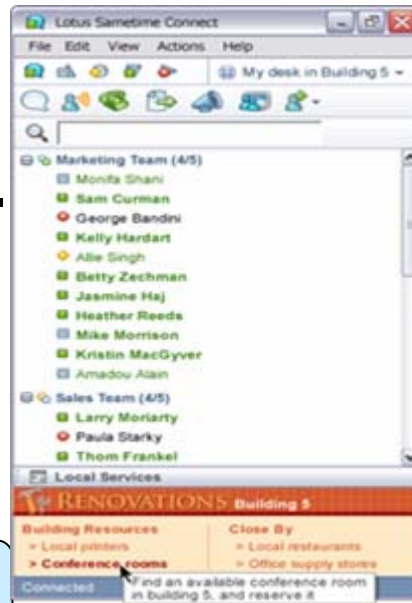 Lotus Sametime Connect
File Edit View Actions Help
My desk in Building 5
Marketing Team (4/5)
Monifa Shani
Sam Curman
George Bandini
Kelly Hardart
Allie Singh
Betty Zechman
Jasmine Haj
Heather Reeds
Mike Morrison
Kristin MacGyver
Amadou Alain
Sales Team (4/5)
Larry Moriarty
Paula Starky
Thom Frankel
Local Services
RENOVATIONS Building 5
Building Resources Close By
» Local printers » Local restaurants
» Conference rooms » Office supply stores
Connected
Find an available conference room
in building 5, and reserve it